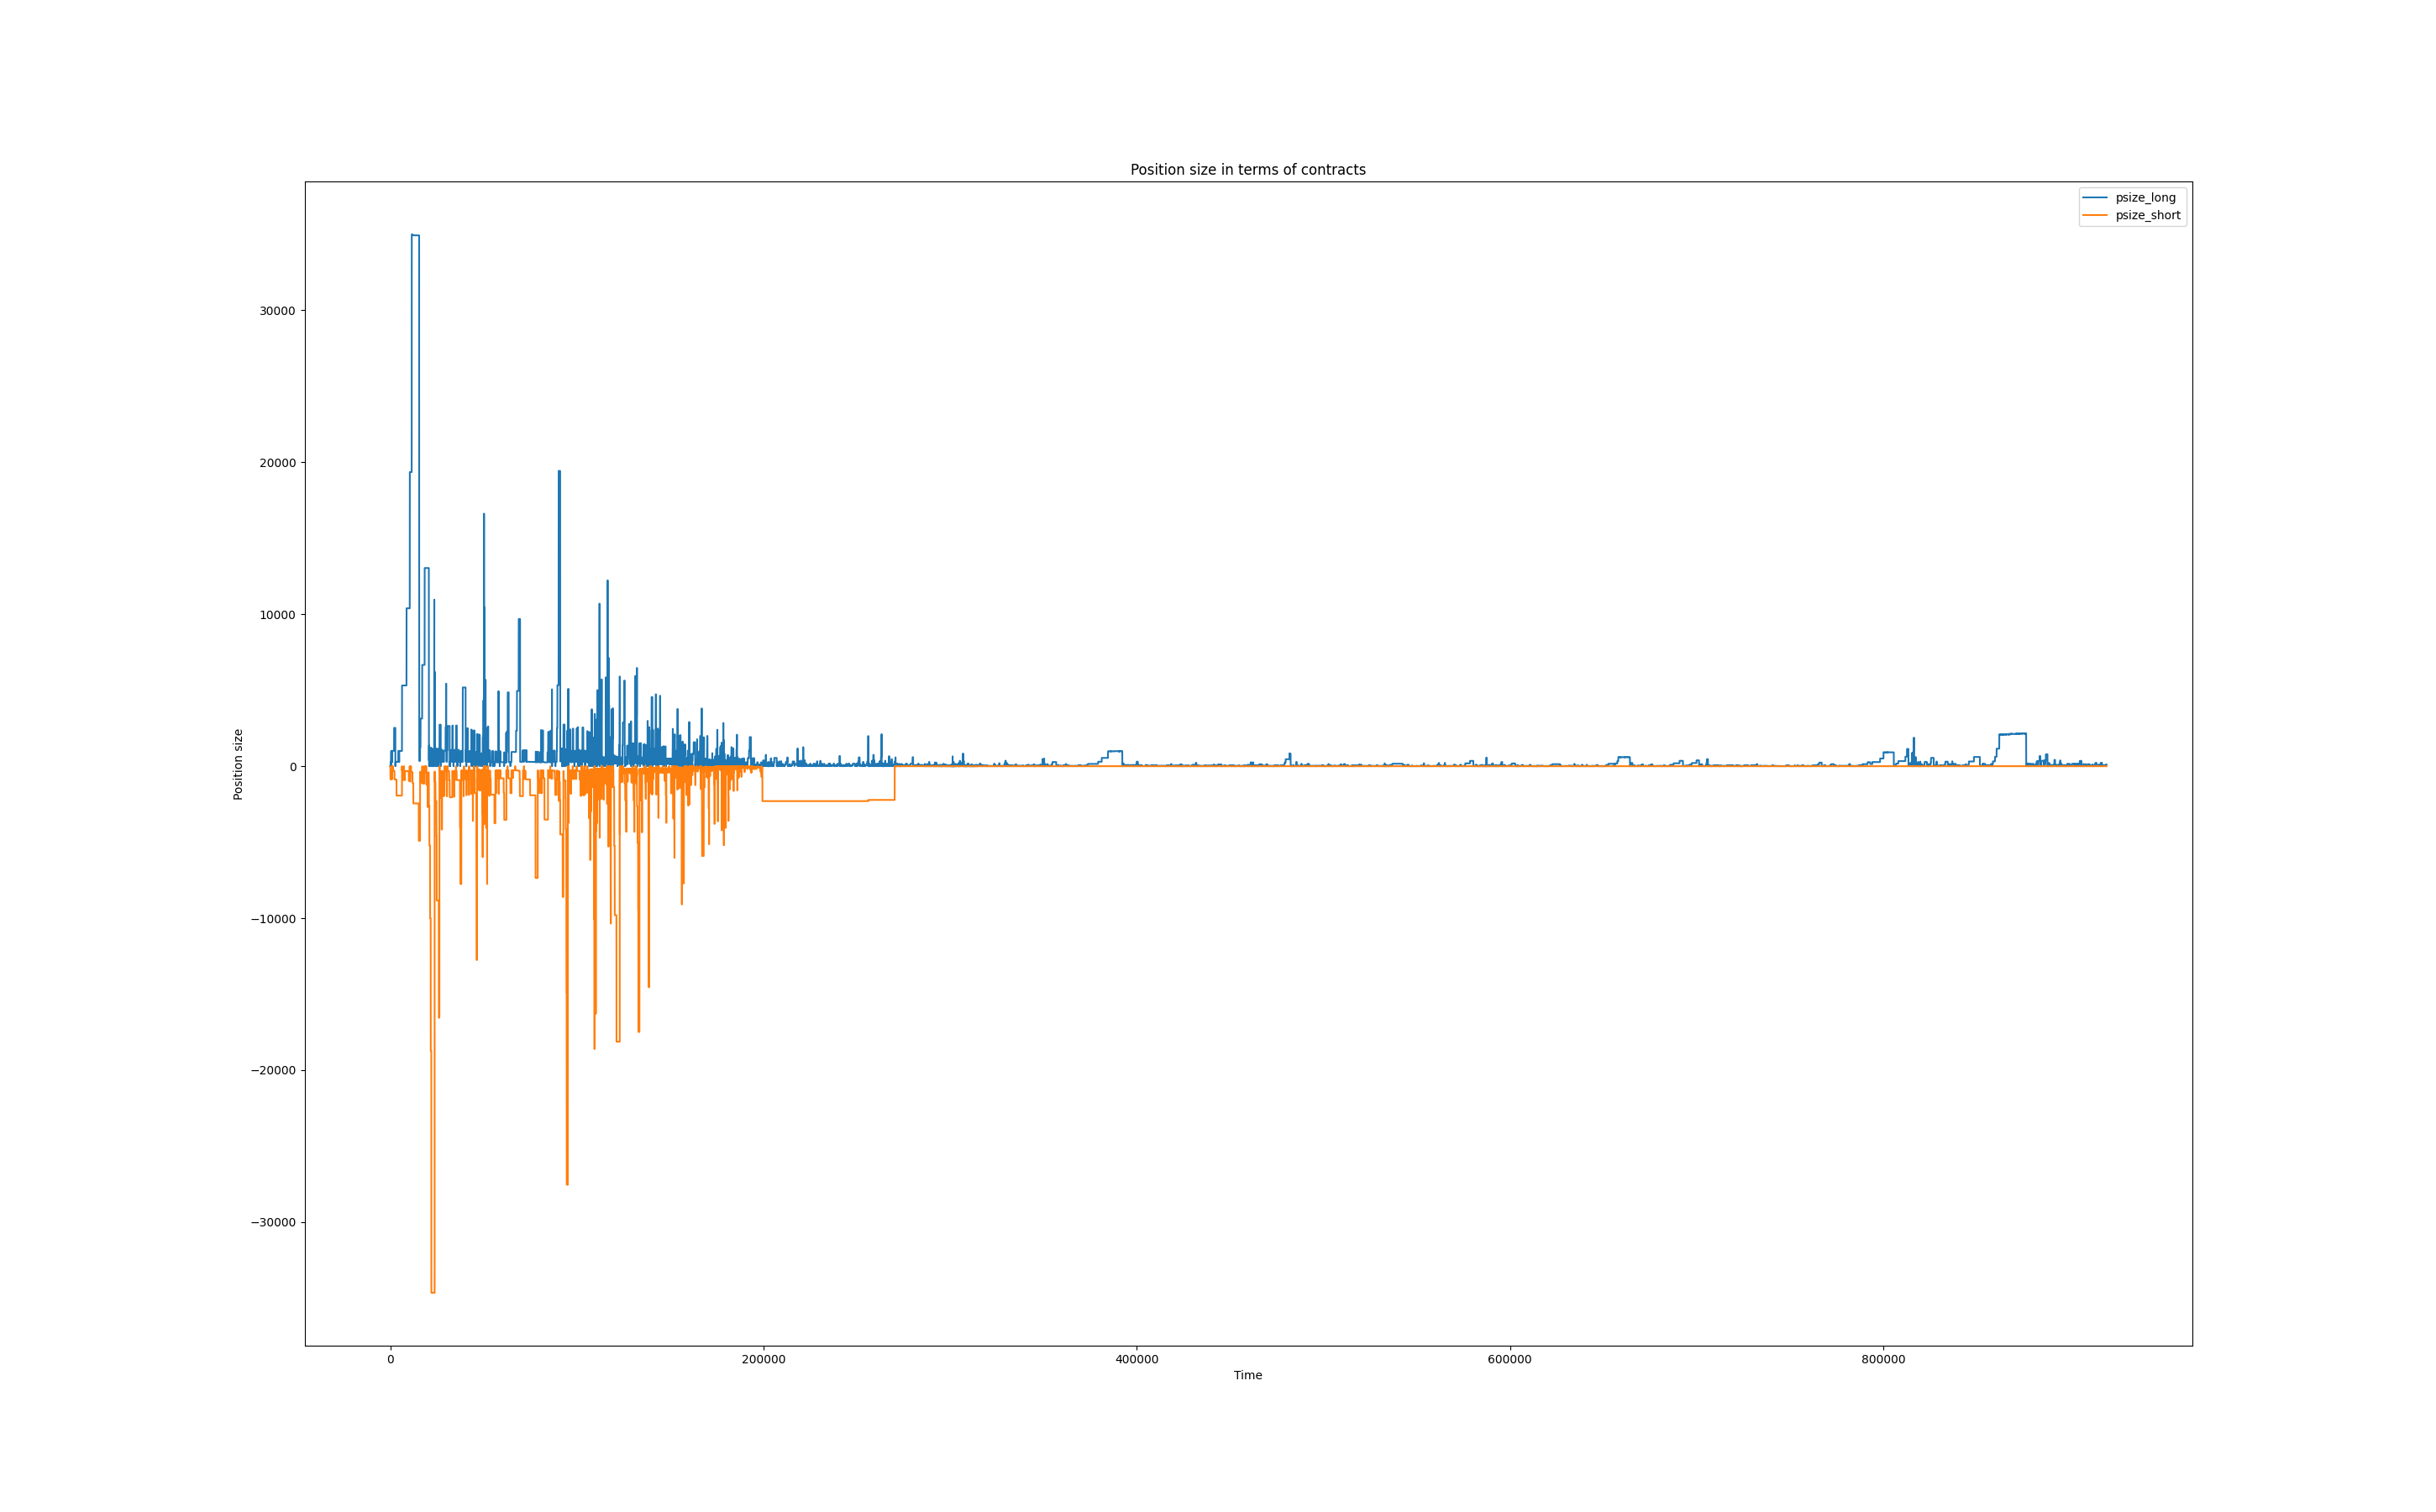 Position size in terms of contracts
psize_long
psize_short
30000
20000
10000
0
−10000
−20000
−30000
Position size
0
200000
400000
600000
800000
Time